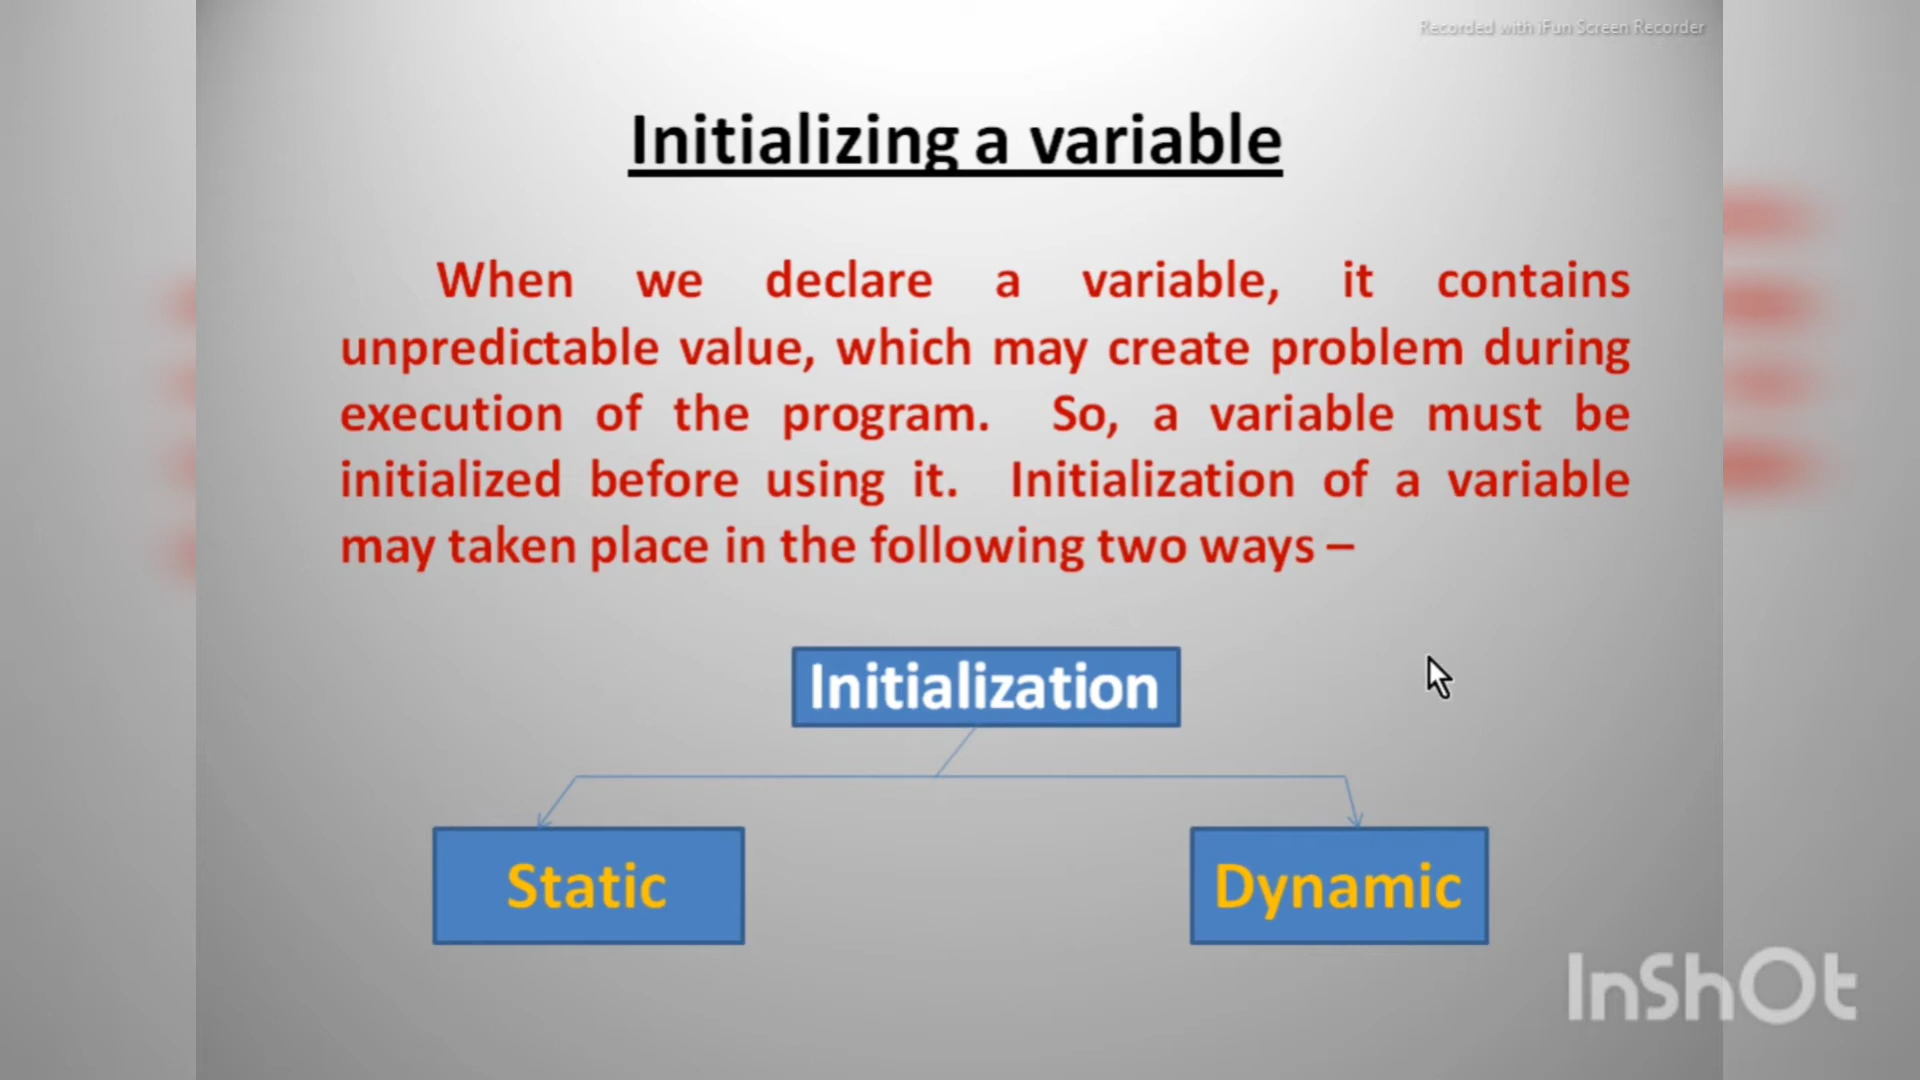 Recorded with iFun Screen Recorder
Initializing a variable
When we declare a variable, it contains
unpredictable value, which may create problem during
execution of the program. So, a variable must be
initialized before using it. Initialization of a variable
may taken place in the following two ways –
Initialization
Static
Dynamic
InShOt